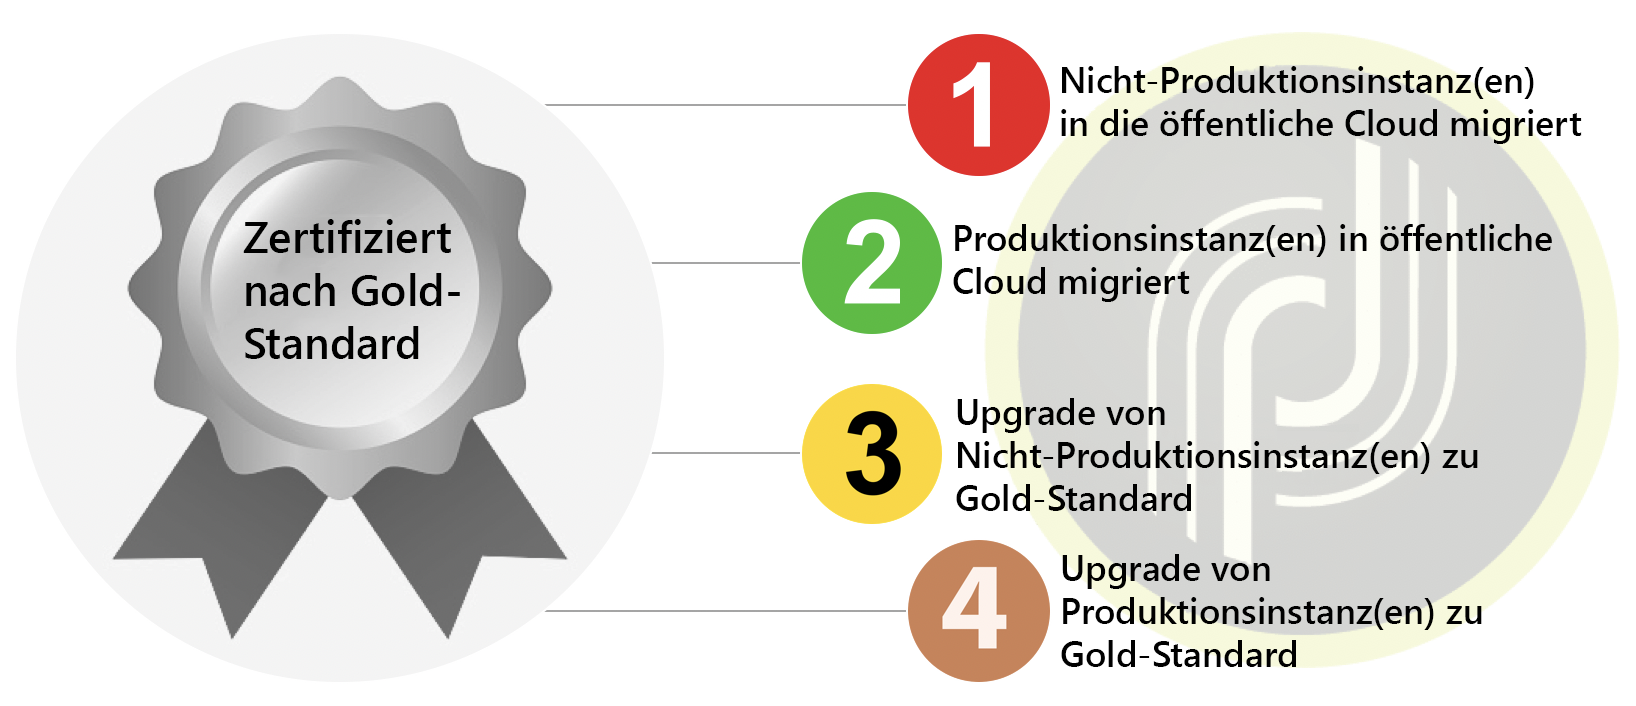 Zertifiziert
nach Gold-
Standard
1
Nicht-Produktionsinstanz(en)
in die öffentliche Cloud migriert
2
Produktionsinstanz(en) in öffentliche
Cloud migriert
3
Upgrade von
Nicht-Produktionsinstanz(en) zu
Gold-Standard
4
Upgrade von
Produktionsinstanz(en) zu
Gold-Standard